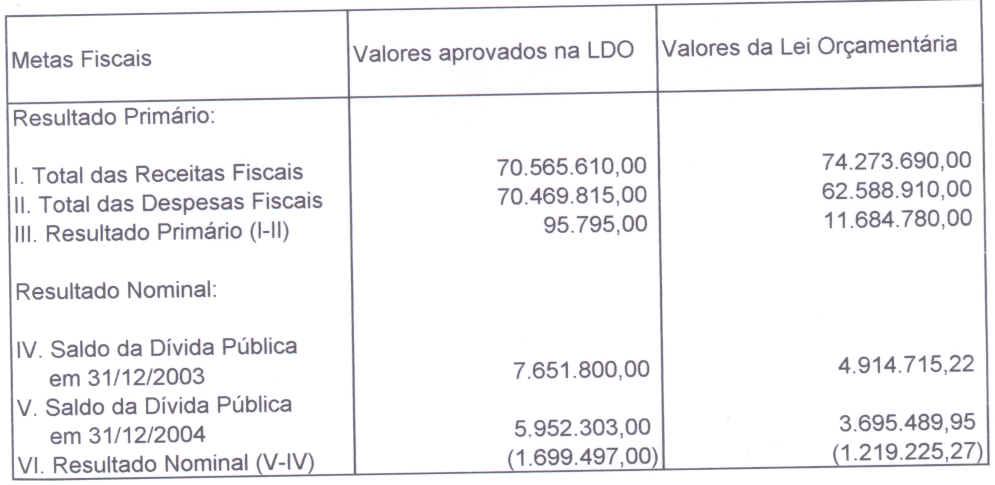 Metas Fiscais Valores aprovados na LDO Valores da Lei Orçamentária
Resultado Primário:
I. Total das Receitas Fiscais 70.565.610,00 74.273.690,00
II. Total das Despesas Fiscais 70.469.815,00 62.588.910,00
III. Resultado Primário (I-II) 95.795,00 11.684.780,00
Resultado Nominal:
IV. Saldo da Dívida Pública
em 31/12/2003 7.651.800,00 4.914.715,22
V. Saldo da Dívida Pública
em 31/12/2004 5.952.303,00 3.695.489,95
VI. Resultado Nominal (V-IV) (1.699.497,00) (1.219.225,27)